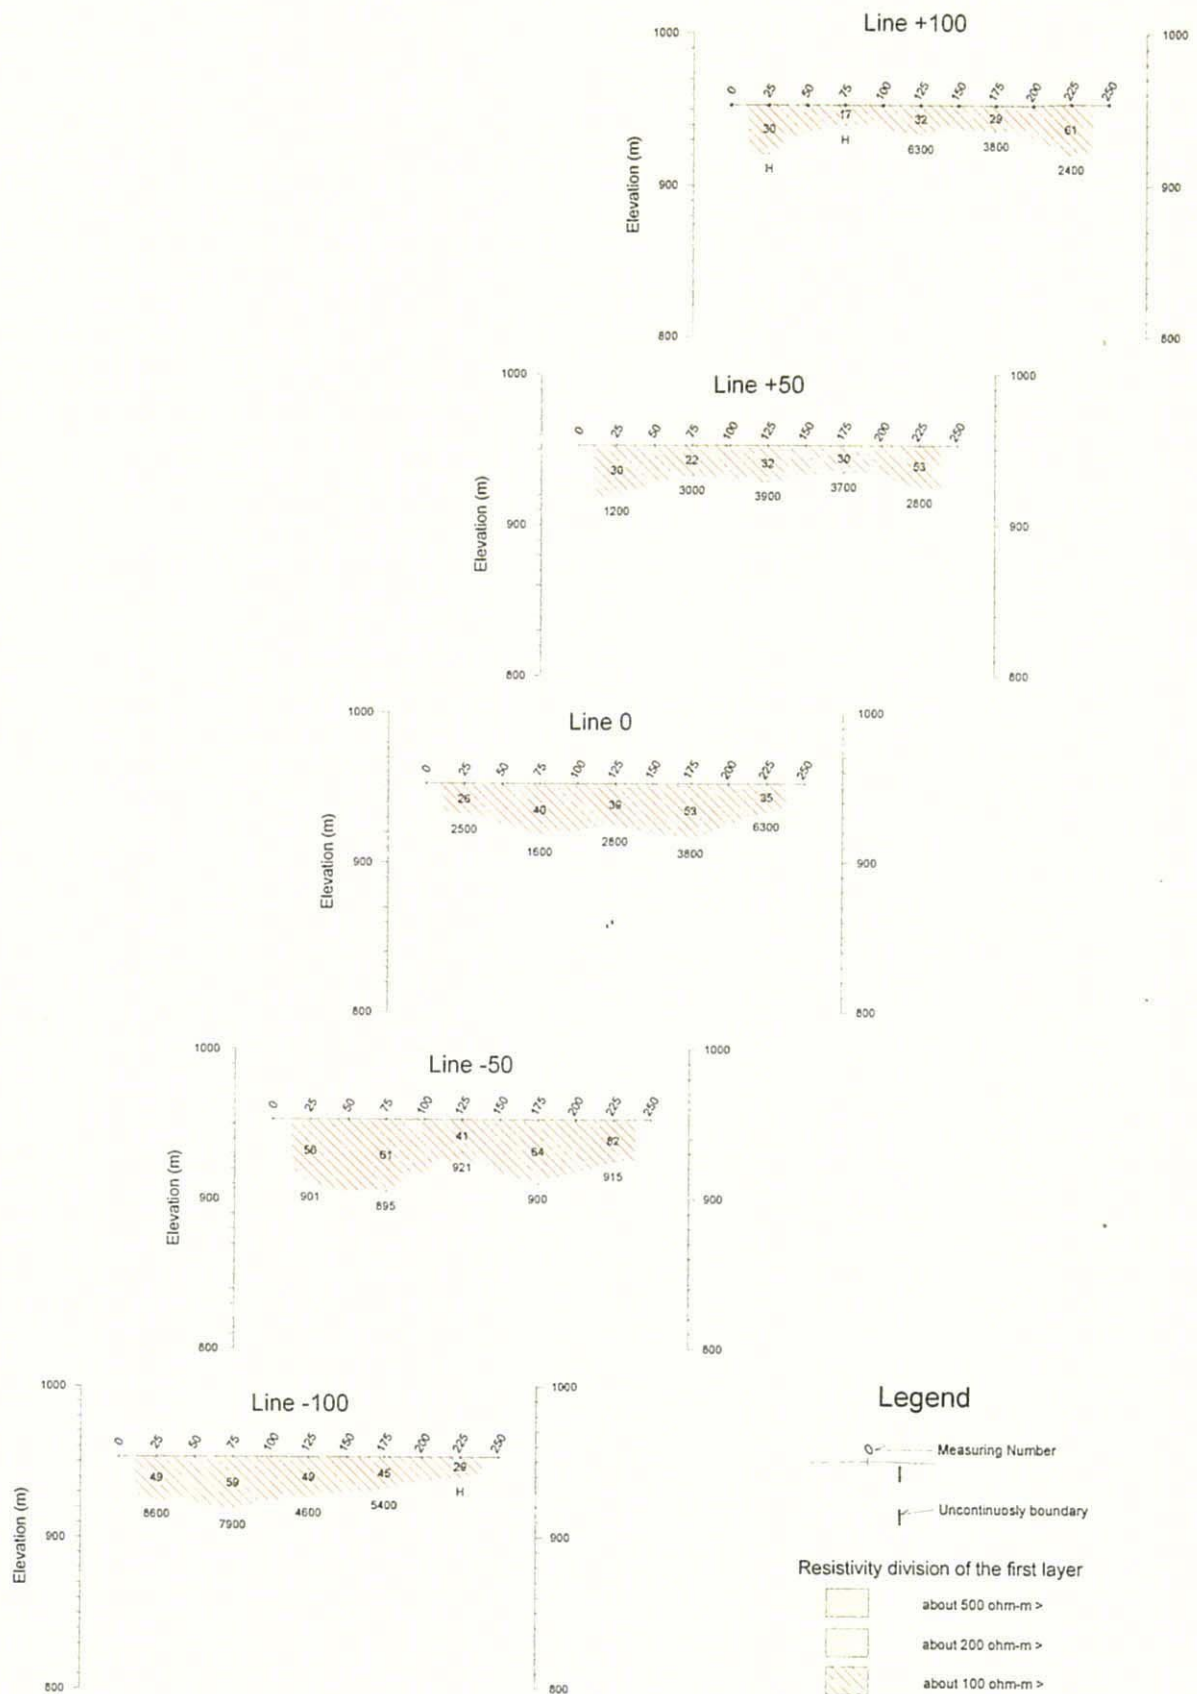 Line +100
1000 1000
0 25 50 75 100 125 150 175 200 225 250
30 17 32 29 61
H H 6300 3800 2400
Elevation (m)
900 900
800 800
Line +50
1000 1000
0 25 50 75 100 125 150 175 200 225 250
30 22 32 30 53
1200 3000 3900 3700 2800
Elevation (m)
900 900
800 800
Line 0
1000 1000
0 25 50 75 100 125 150 175 200 225 250
26 40 39 53 35
2500 1600 2800 3800 6300
Elevation (m)
900 900
800 800
Line -50
1000 1000
0 25 50 75 100 125 150 175 200 225 250
56 61 41 64 82
901 895 921 900 915
Elevation (m)
900 900
800 800
Line -100
1000 1000
0 25 50 75 100 125 150 175 200 225 250
49 59 49 45 29
8600 7900 4600 5400 H
Elevation (m)
900 900
800 800
Legend
0 Measuring Number
Uncontinuosly boundary
Resistivity division of the first layer
about 500 ohm-m >
about 200 ohm-m >
about 100 ohm-m >